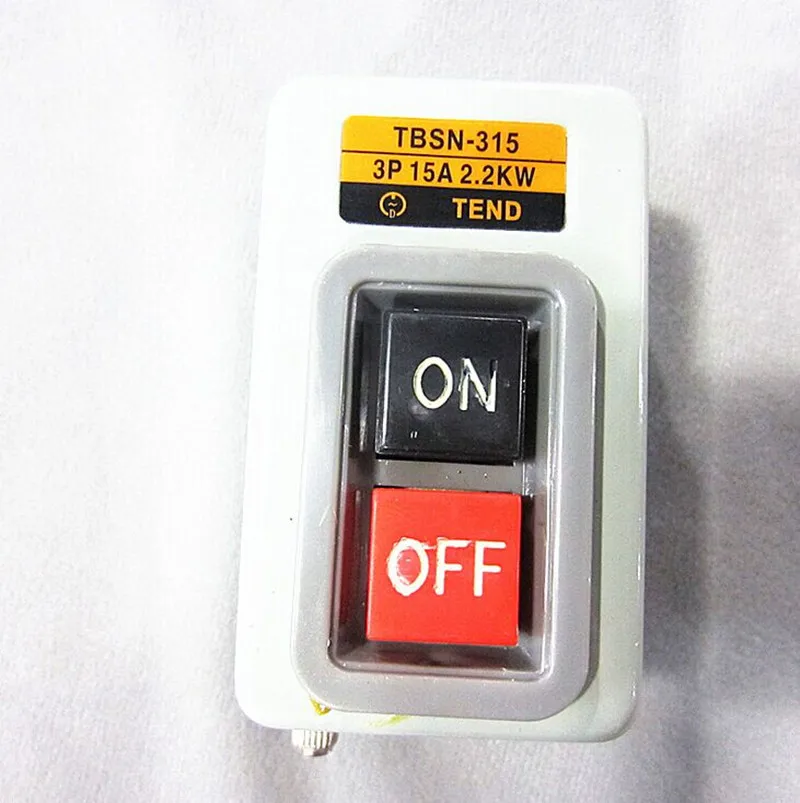 TBSN-315
3P 15A 2.2KW
TEND
ON
OFF